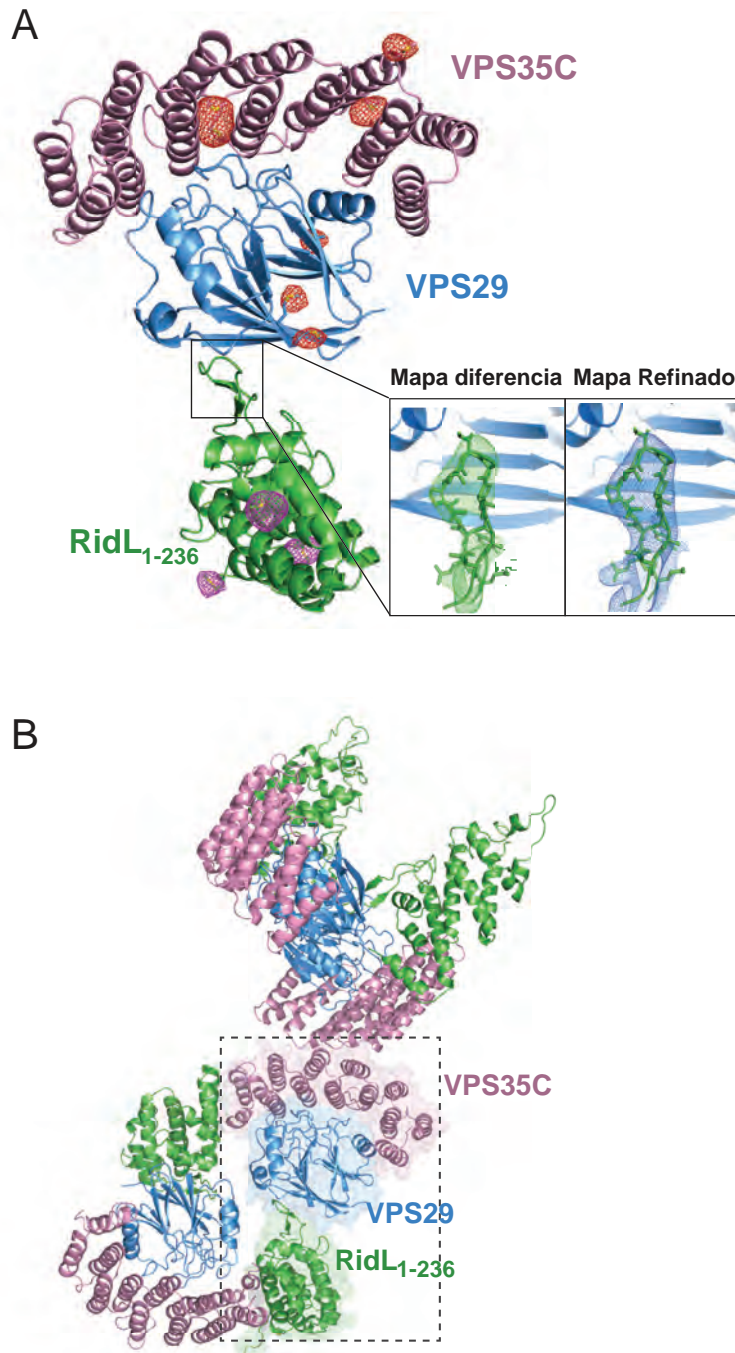 A
VPS35C
VPS29
Mapa diferencia Mapa Refinado
RidL1-236
B
VPS35C
VPS29
RidL1-236